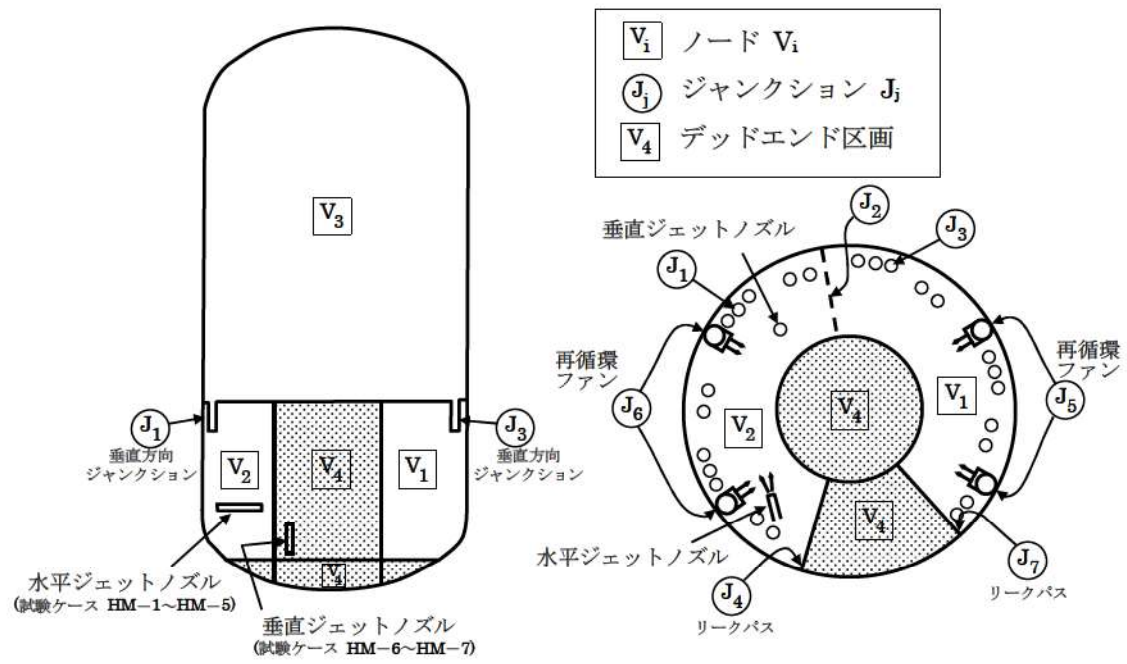 Vi ノード Vi
Jj ジャンクション Jj
V4 デッドエンド区画
V3
J1
垂直方向
ジャンクション
J3
垂直方向
ジャンクション
V2
V4
V1
V4
水平ジェットノズル
(試験ケース HM－1～HM－5)
垂直ジェットノズル
(試験ケース HM－6～HM－7)
J2
垂直ジェットノズル
J3
J1
再循環
ファン
再循環
ファン
J6
V2
V4
V1
J5
V4
水平ジェットノズル
J4
リークパス
J7
リークパス